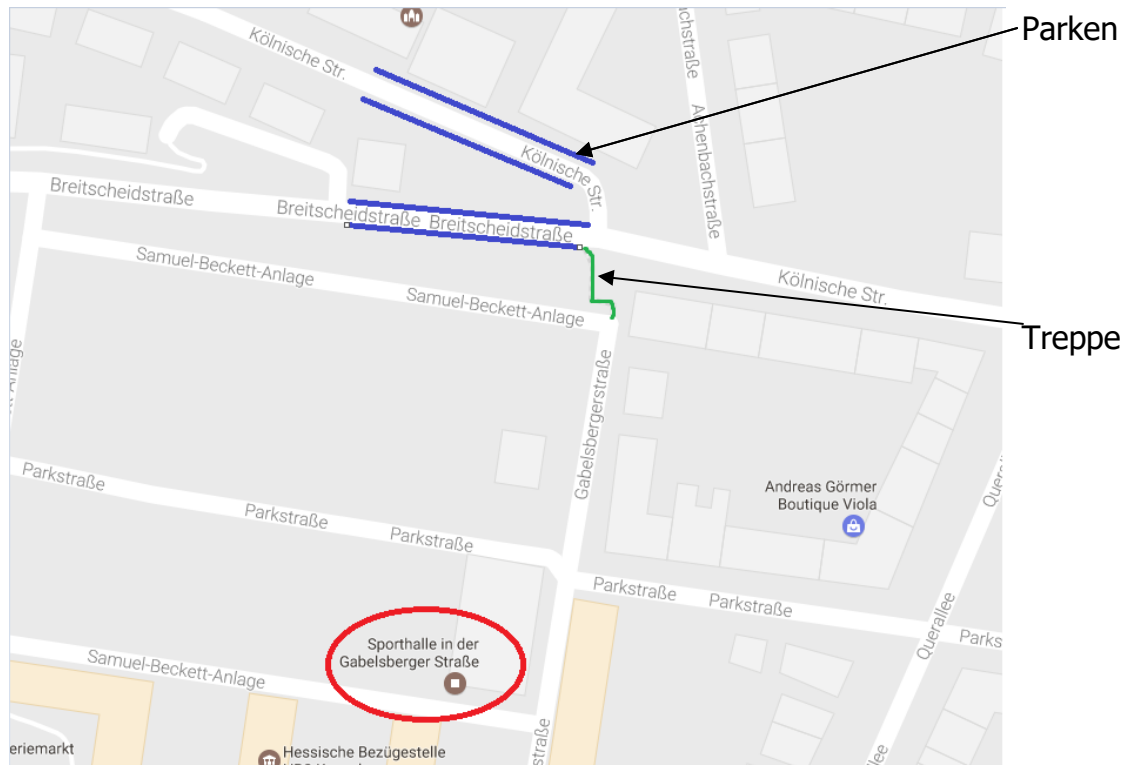 Parken
Kölnische Str.
Kölnische Str.
Achenbachstraße
Breitscheidstraße
Breitscheidstraße
Breitscheidstraße
Samuel-Beckett-Anlage
Samuel-Beckett-Anlage
Kölnische Str.
Treppe
Gabelsbergerstraße
Parkstraße
Parkstraße
Parkstraße
Andreas Görmer
Boutique Viola
Parkstraße
Parkstraße
Parks
Querallee
Sporthalle in der
Gabelsberger Straße
Samuel-Beckett-Anlage
eriemarkt
Hessische Bezügestelle
straße